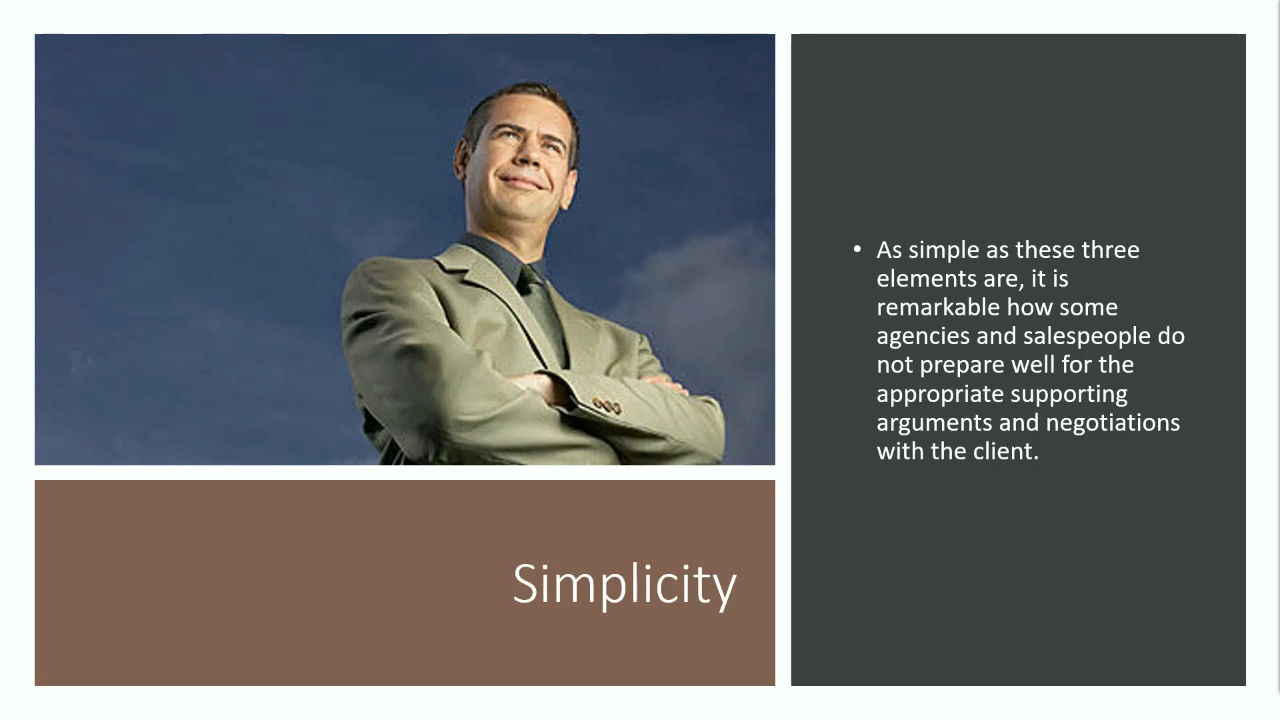 • As simple as these three
elements are, it is
remarkable how some
agencies and salespeople do
not prepare well for the
appropriate supporting
arguments and negotiations
with the client.
Simplicity